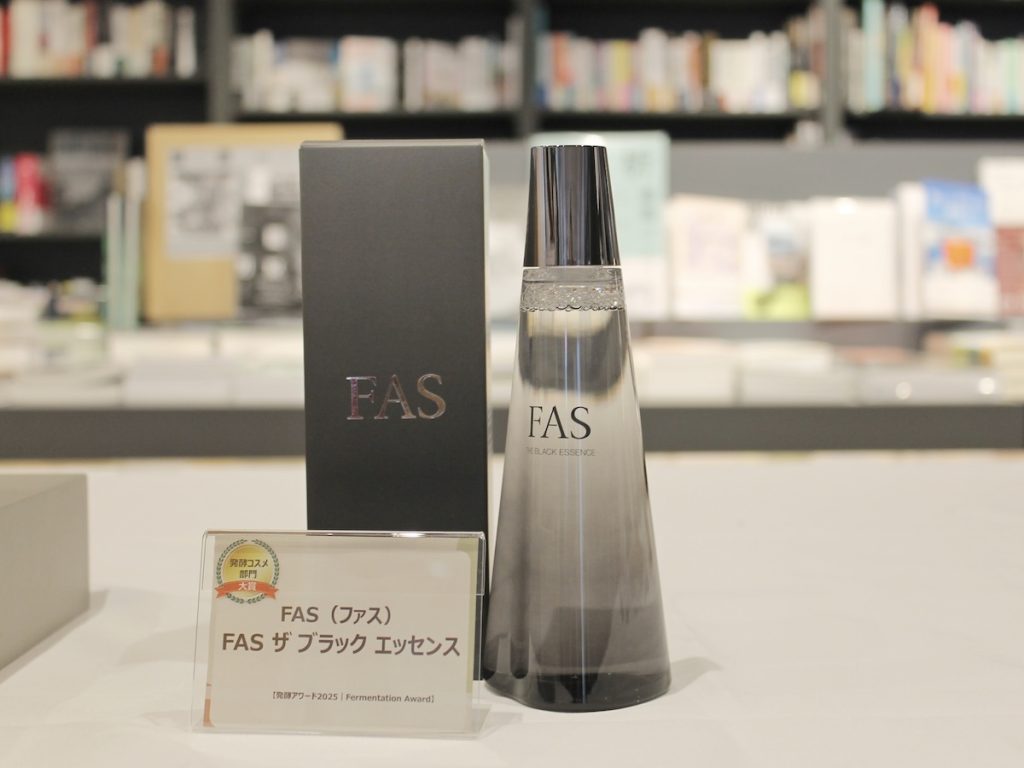 FAS
FAS
THE BLACK ESSENCE
発酵コスメ
部門
大賞
FAS（ファス）
FAS ザ ブラック エッセンス
【発酵アワード2025｜Fermentation Award】